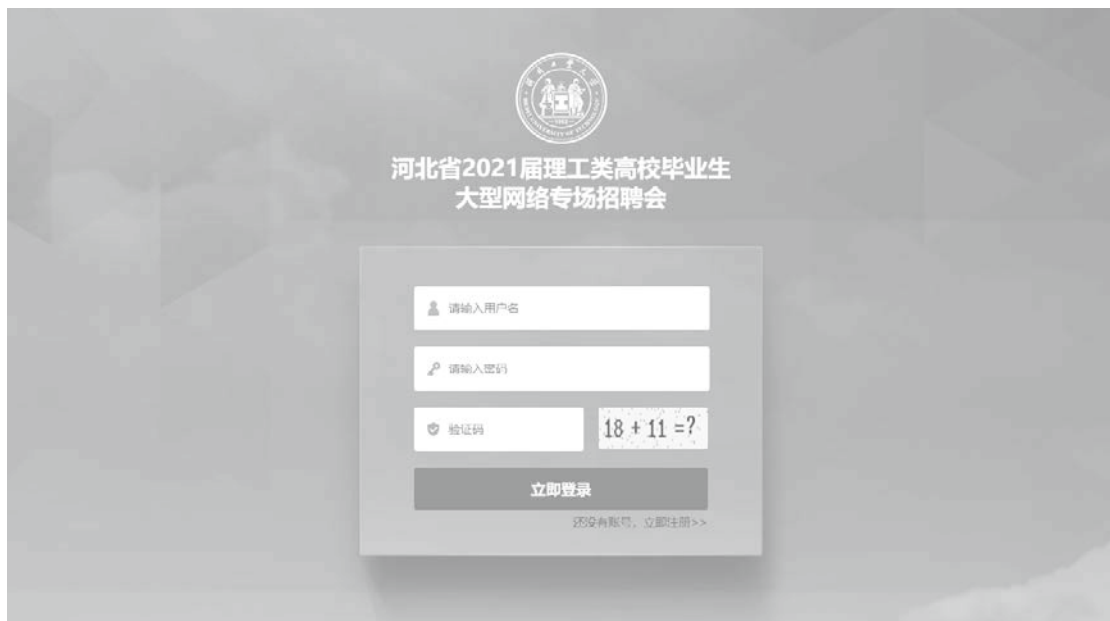 河北省2021届理工类高校毕业生
大型网络专场招聘会
请输入用户名
请输入密码
验证码
18 + 11 =?
立即登录
还没有账号，立即注册>>